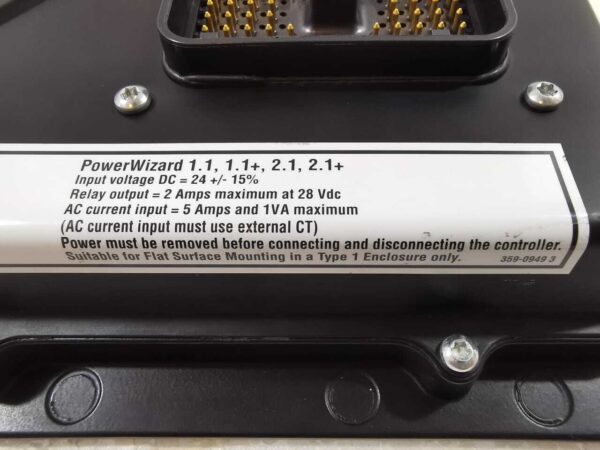 PowerWizard 1.1, 1.1+, 2.1, 2.1+
Input voltage DC = 24 +/- 15%
Relay output = 2 Amps maximum at 28 Vdc
AC current input = 5 Amps and 1VA maximum
(AC current input must use external CT)
Power must be removed before connecting and disconnecting the controller.
Suitable for Flat Surface Mounting in a Type 1 Enclosure only.
359-0949 3